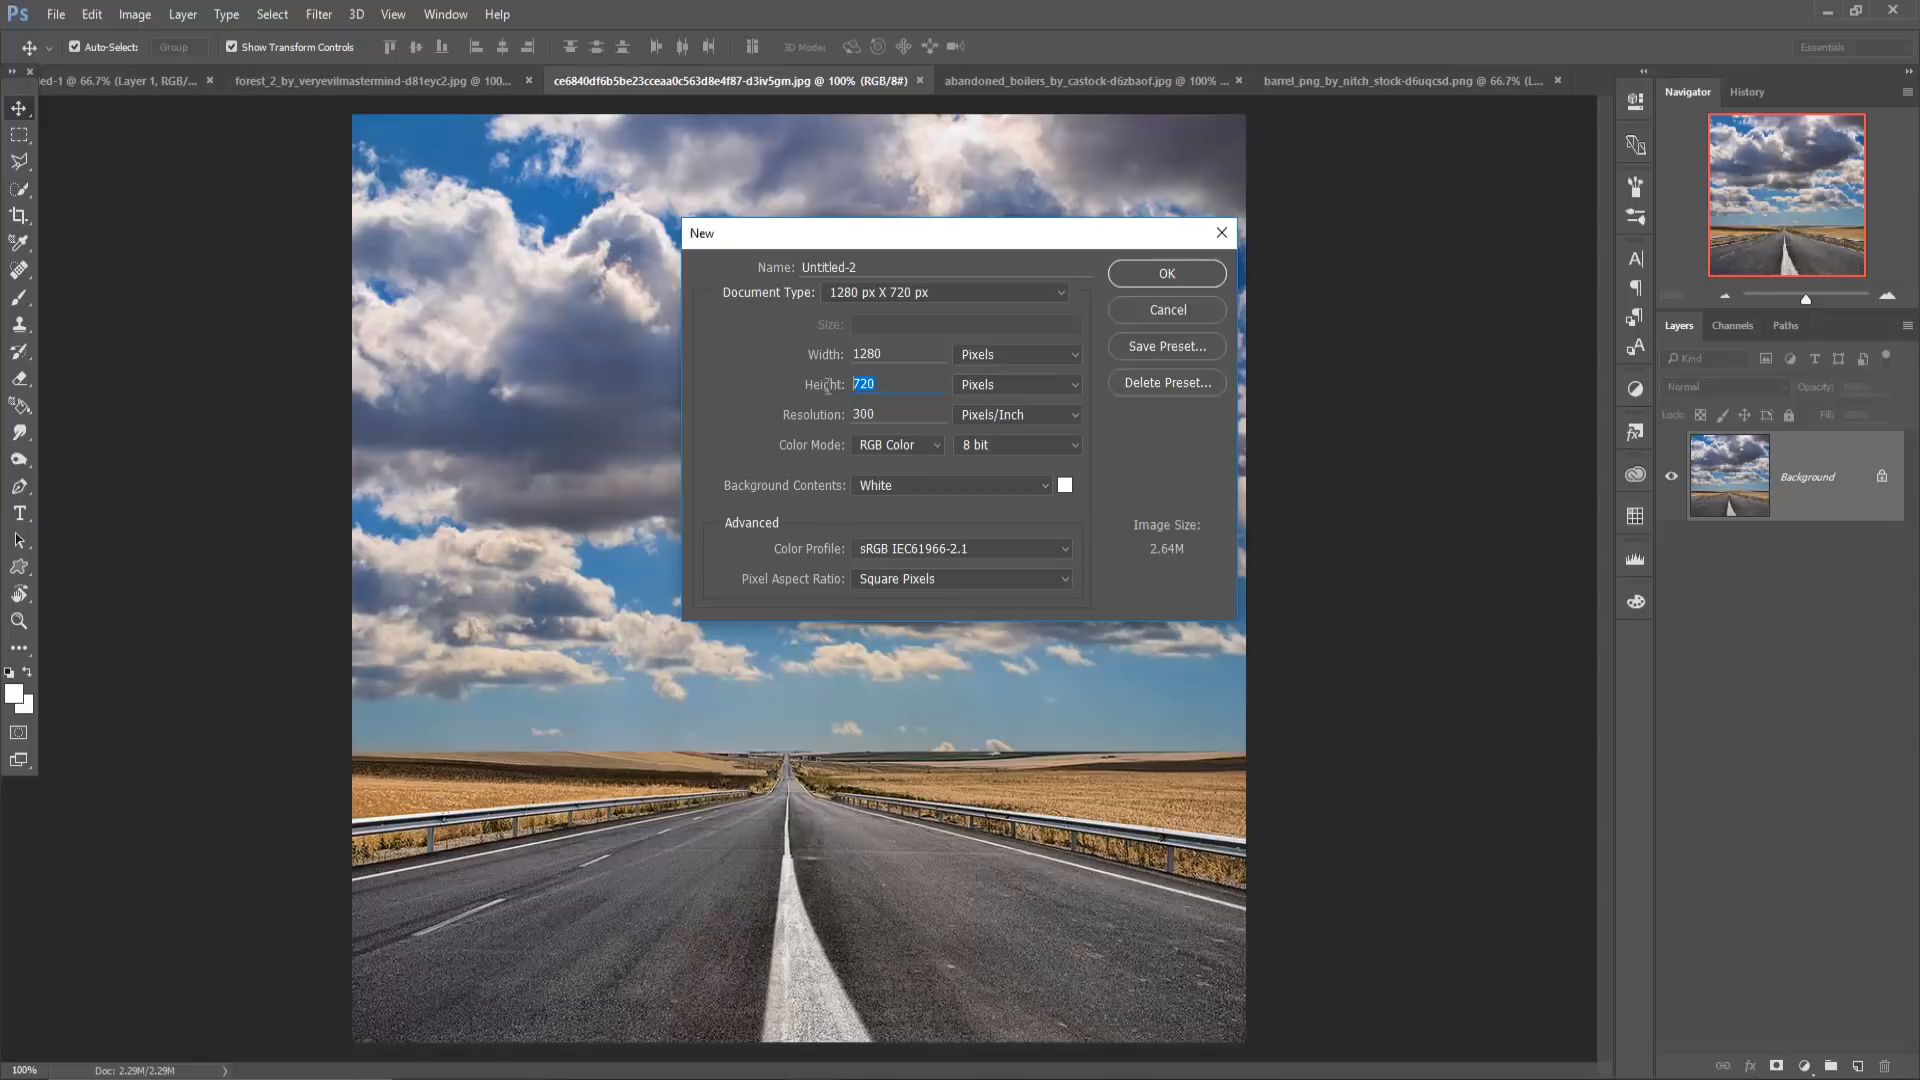 Ps File Edit Image Layer Type Select Filter 3D View Window Help
Auto-Select: Group Show Transform Controls 3D Mode: Essentials
ed-1 @ 66.7% (Layer 1, RGB/... × forest_2_by_veryevilmastermind-d81eyc2.jpg @ 100... × ce6840df6b5be23cceaa0c563d8e4f87-d3iv5gm.jpg @ 100% (RGB/8#) × abandoned_boilers_by_castock-d6zbaof.jpg @ 100% ... × barrel_png_by_nitch_stock-d6uqcsd.png @ 66.7% (L... ×
Navigator History
New
Name: Untitled-2
Document Type: 1280 px X 720 px
Size:
Width: 1280 Pixels
Height: 720 Pixels
Resolution: 300 Pixels/Inch
Color Mode: RGB Color 8 bit
Background Contents: White
Advanced
Color Profile: sRGB IEC61966-2.1
Pixel Aspect Ratio: Square Pixels
OK
Cancel
Save Preset...
Delete Preset...
Image Size:
2.64M
100%
Layers Channels Paths
Kind
Normal Opacity: 100%
Lock: Fill: 100%
Background
100% Doc: 2.29M/2.29M